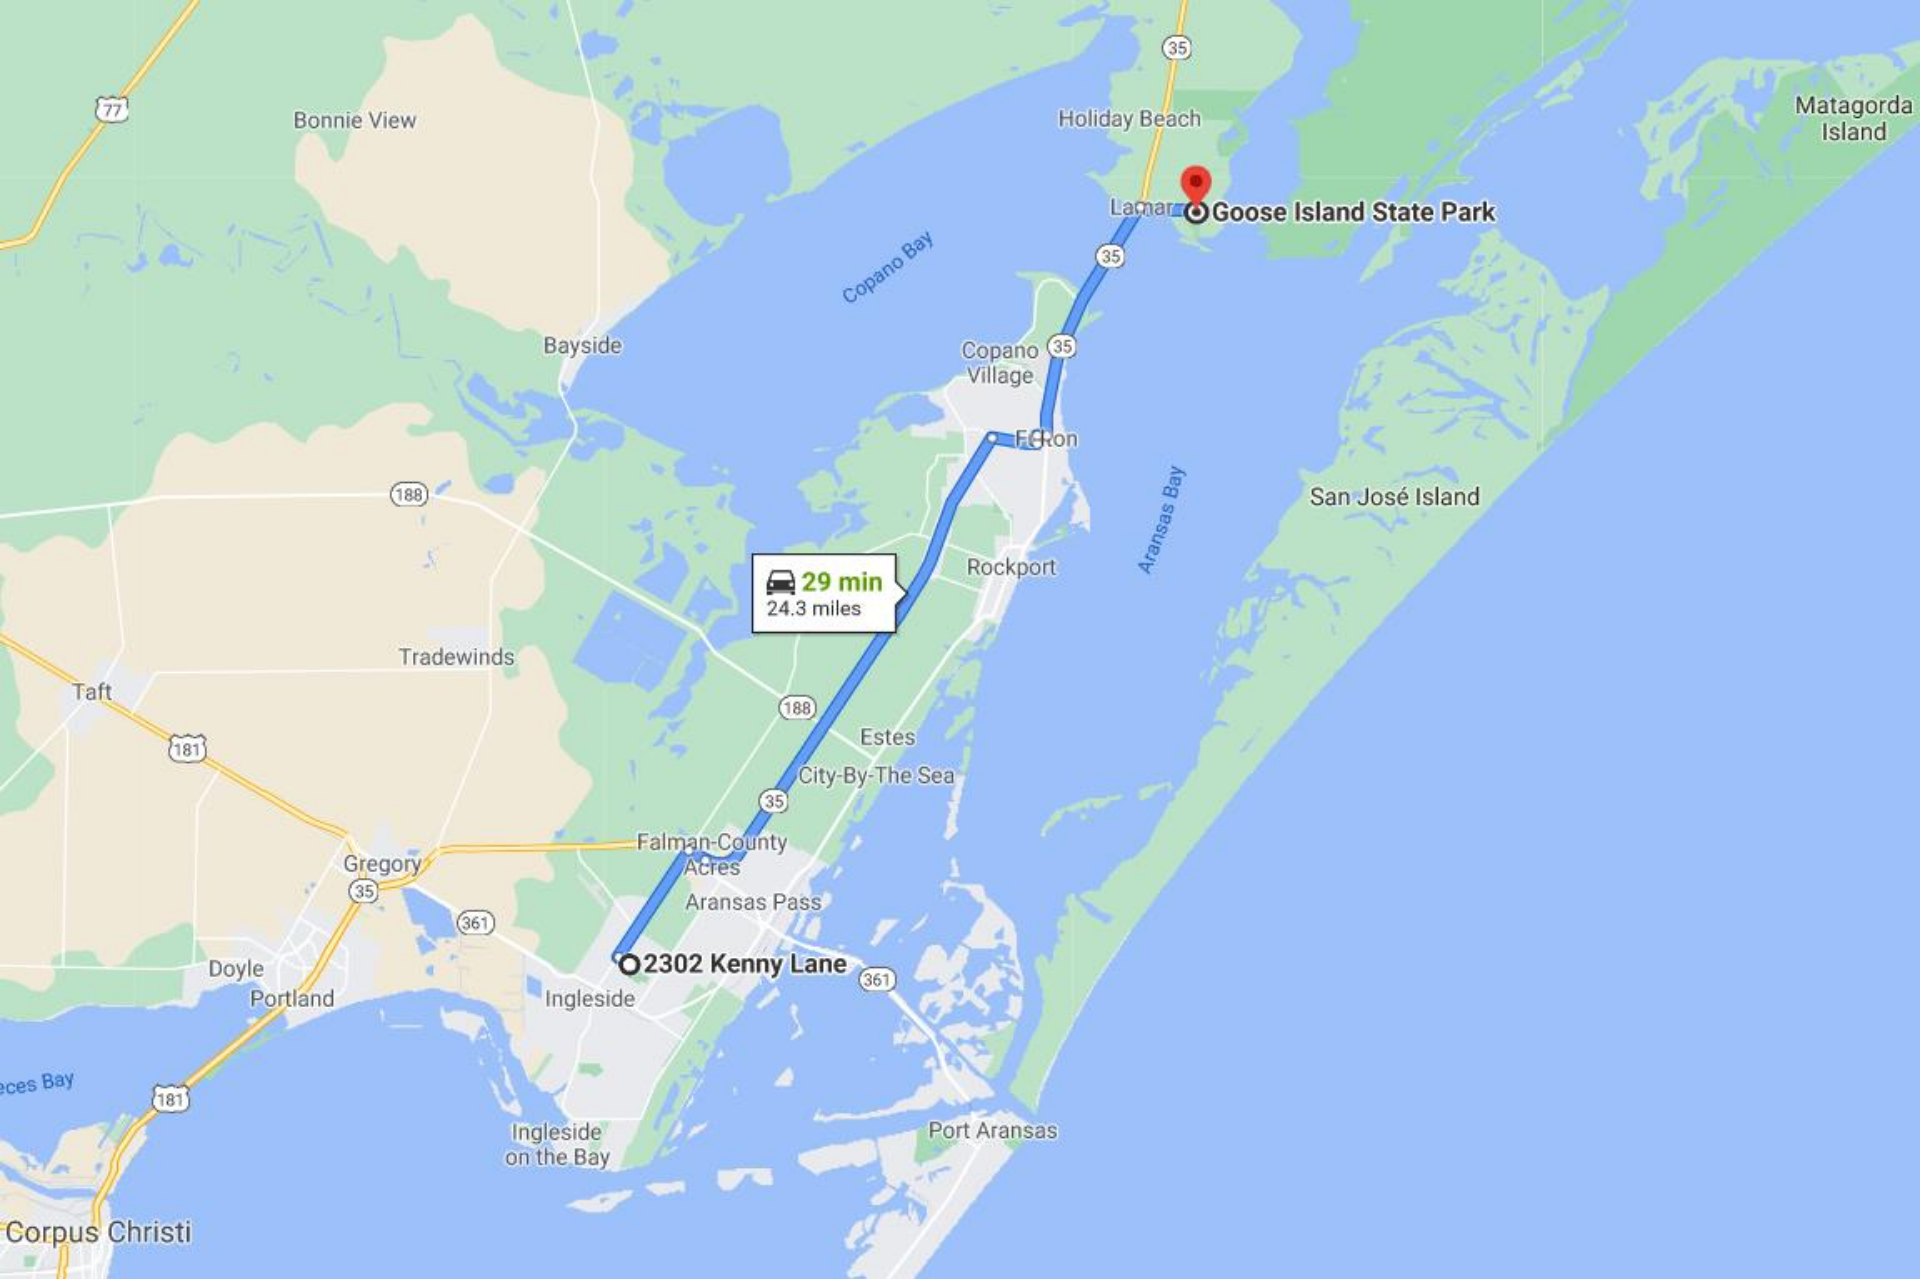 35
77
Matagorda
Island
Bonnie View
Holiday Beach
Lamar
Goose Island State Park
35
Copano Bay
Bayside
Copano
Village
35
Fulton
188
San José Island
Aransas Bay
Rockport
29 min
24.3 miles
Tradewinds
Taft
188
181
Estes
City-By-The Sea
35
Falman-County
Acres
Gregory
35
Aransas Pass
361
2302 Kenny Lane
Doyle
361
Portland
Ingleside
eces Bay
181
Ingleside
on the Bay
Port Aransas
Corpus Christi